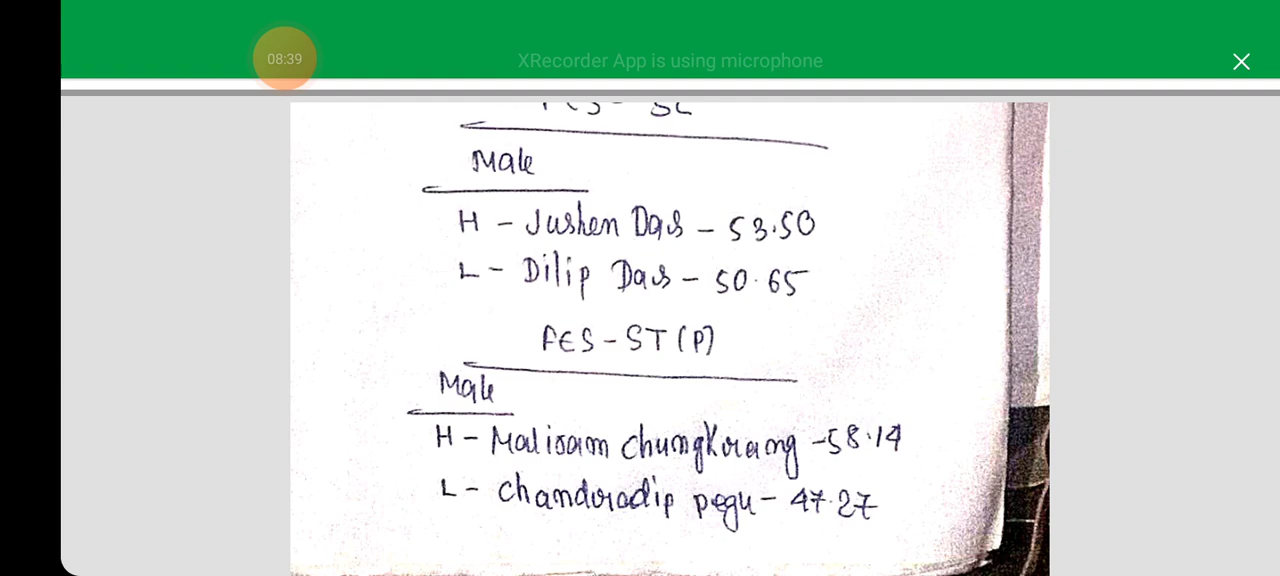 08:39
XRecorder App is using microphone
Male
H - Jushen Das - 53.50
L - Dilip Das - 50.65
FES - ST (P)
Male
H - Malisam chungkrang - 58.14
L - chandradip pegu - 47.27